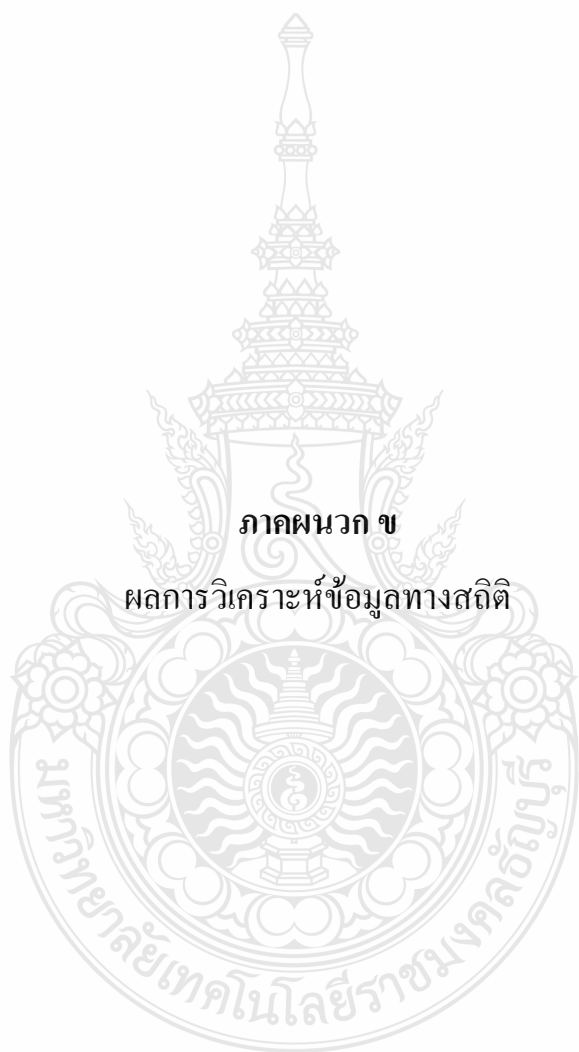 ภาคผนวก ข
ผลการวิเคราะห์ข้อมูลทางสถิติ
มหาวิทยาลัยเทคโนโลยีราชมงคลธัญบุรี